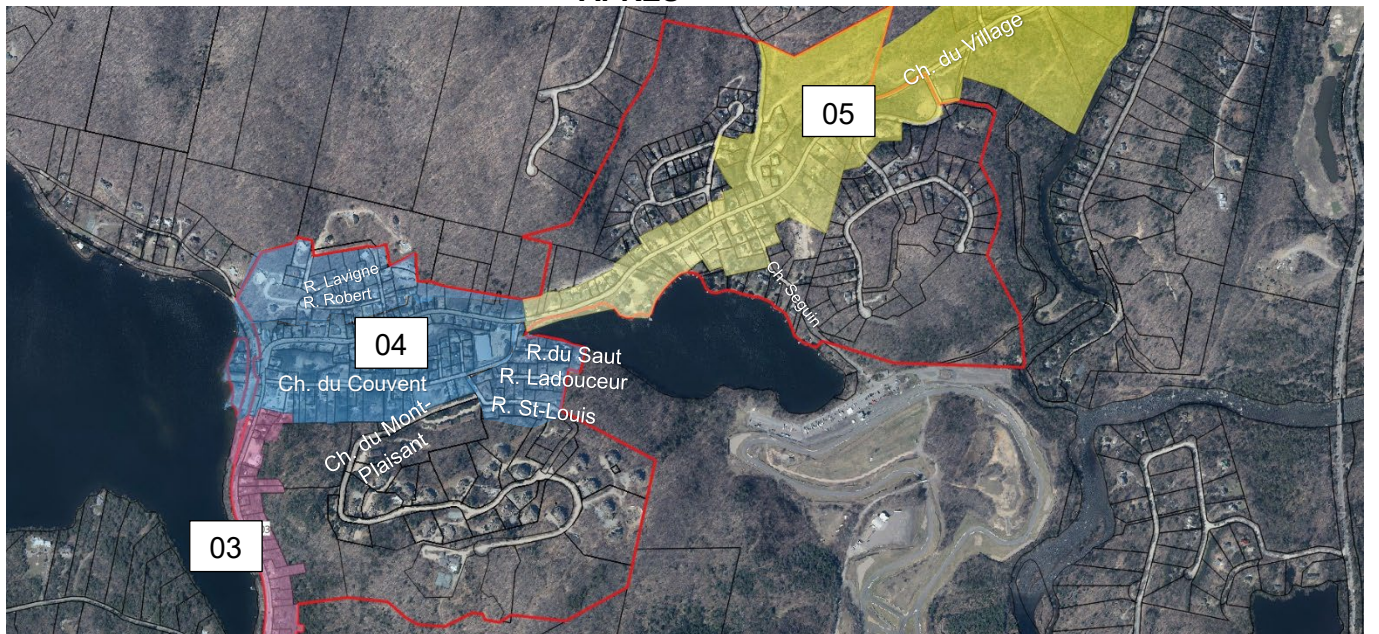 APRÈS
Ch. du Village
05
R. Lavigne
R. Robert
Ch. Seguin
04
R.du Saut
Ch. du Couvent
R. Ladouceur
R. St-Louis
Ch. du Mont-
Plaisant
03